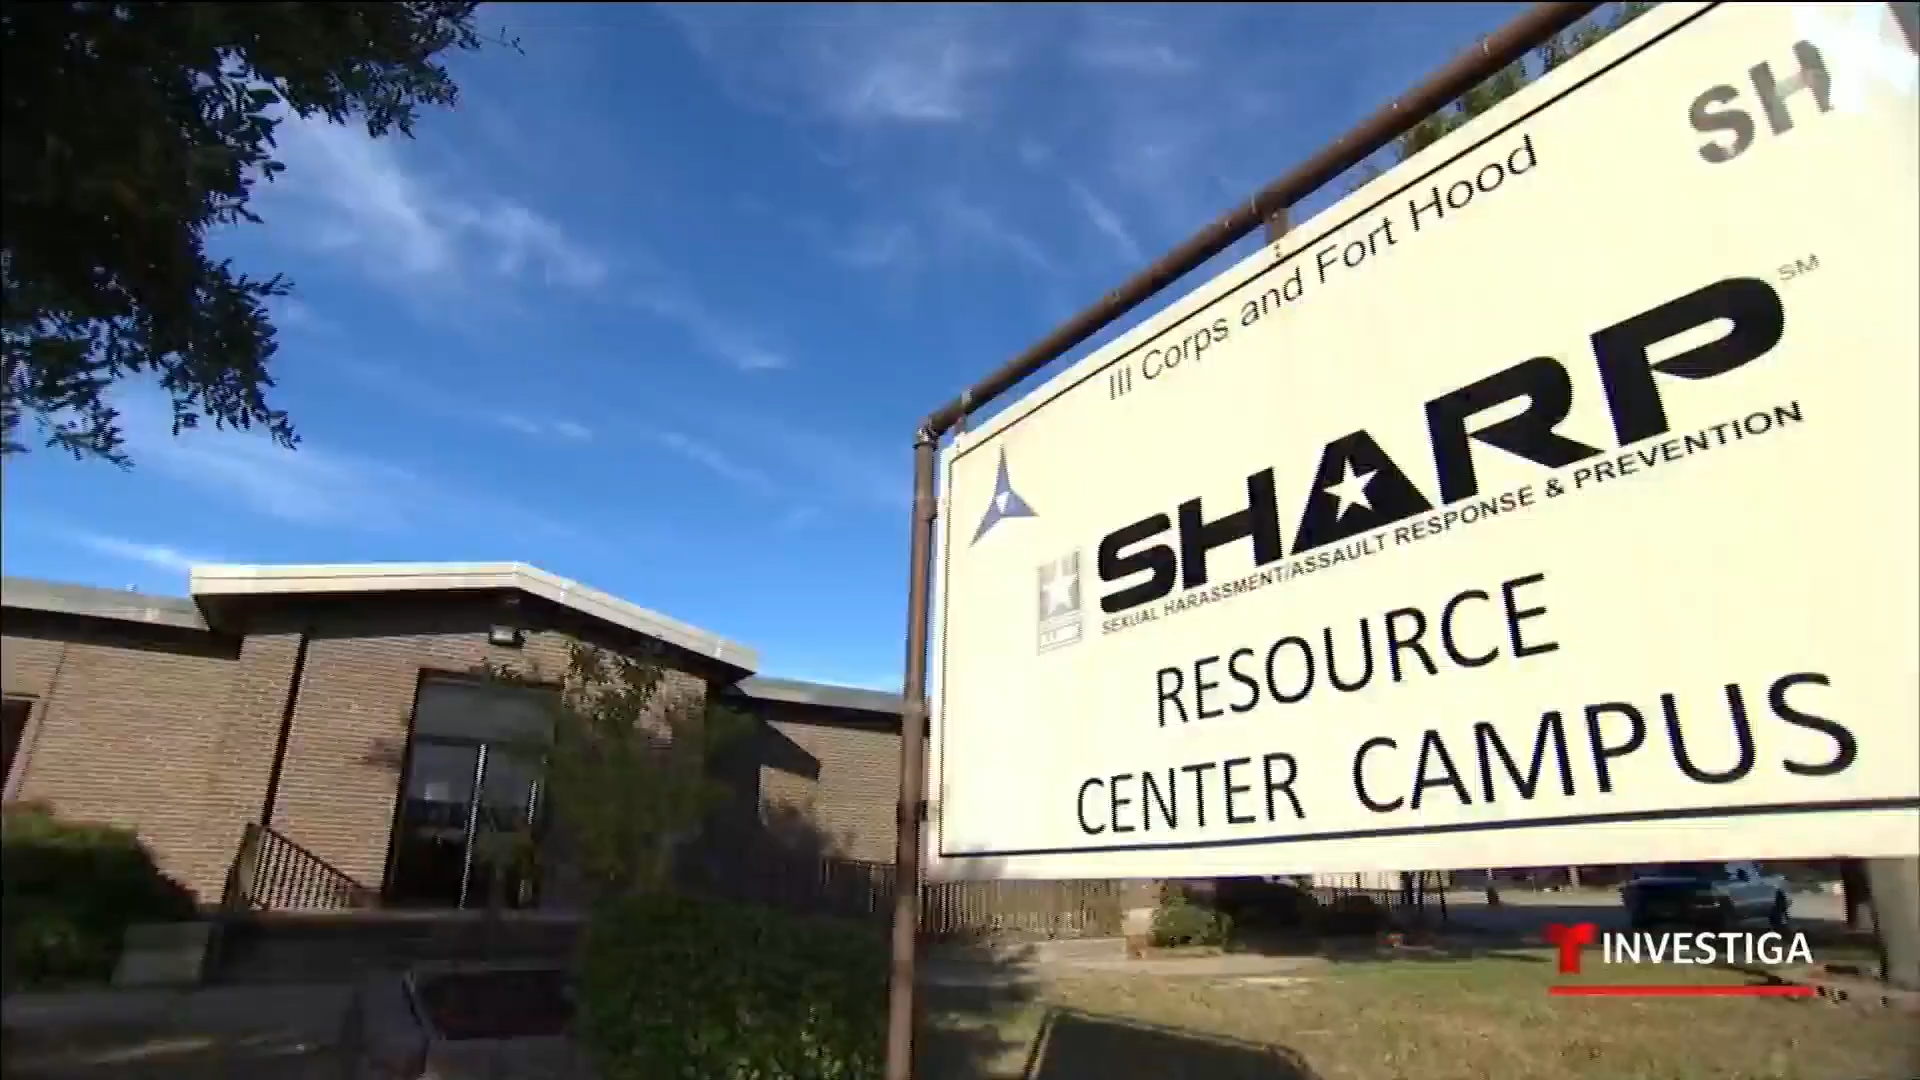 SH
III Corps and Fort Hood
SHARP SM
SEXUAL HARASSMENT/ASSAULT RESPONSE & PREVENTION
RESOURCE
CENTER CAMPUS
INVESTIGA